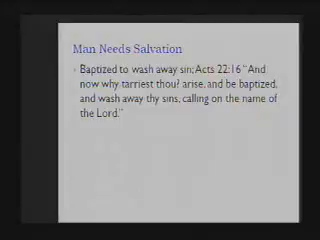 Man Needs Salvation
Baptized to wash away sin; Acts 22:16 "And
now why tarriest thou? arise, and be baptized,
and wash away thy sins, calling on the name of
the Lord."